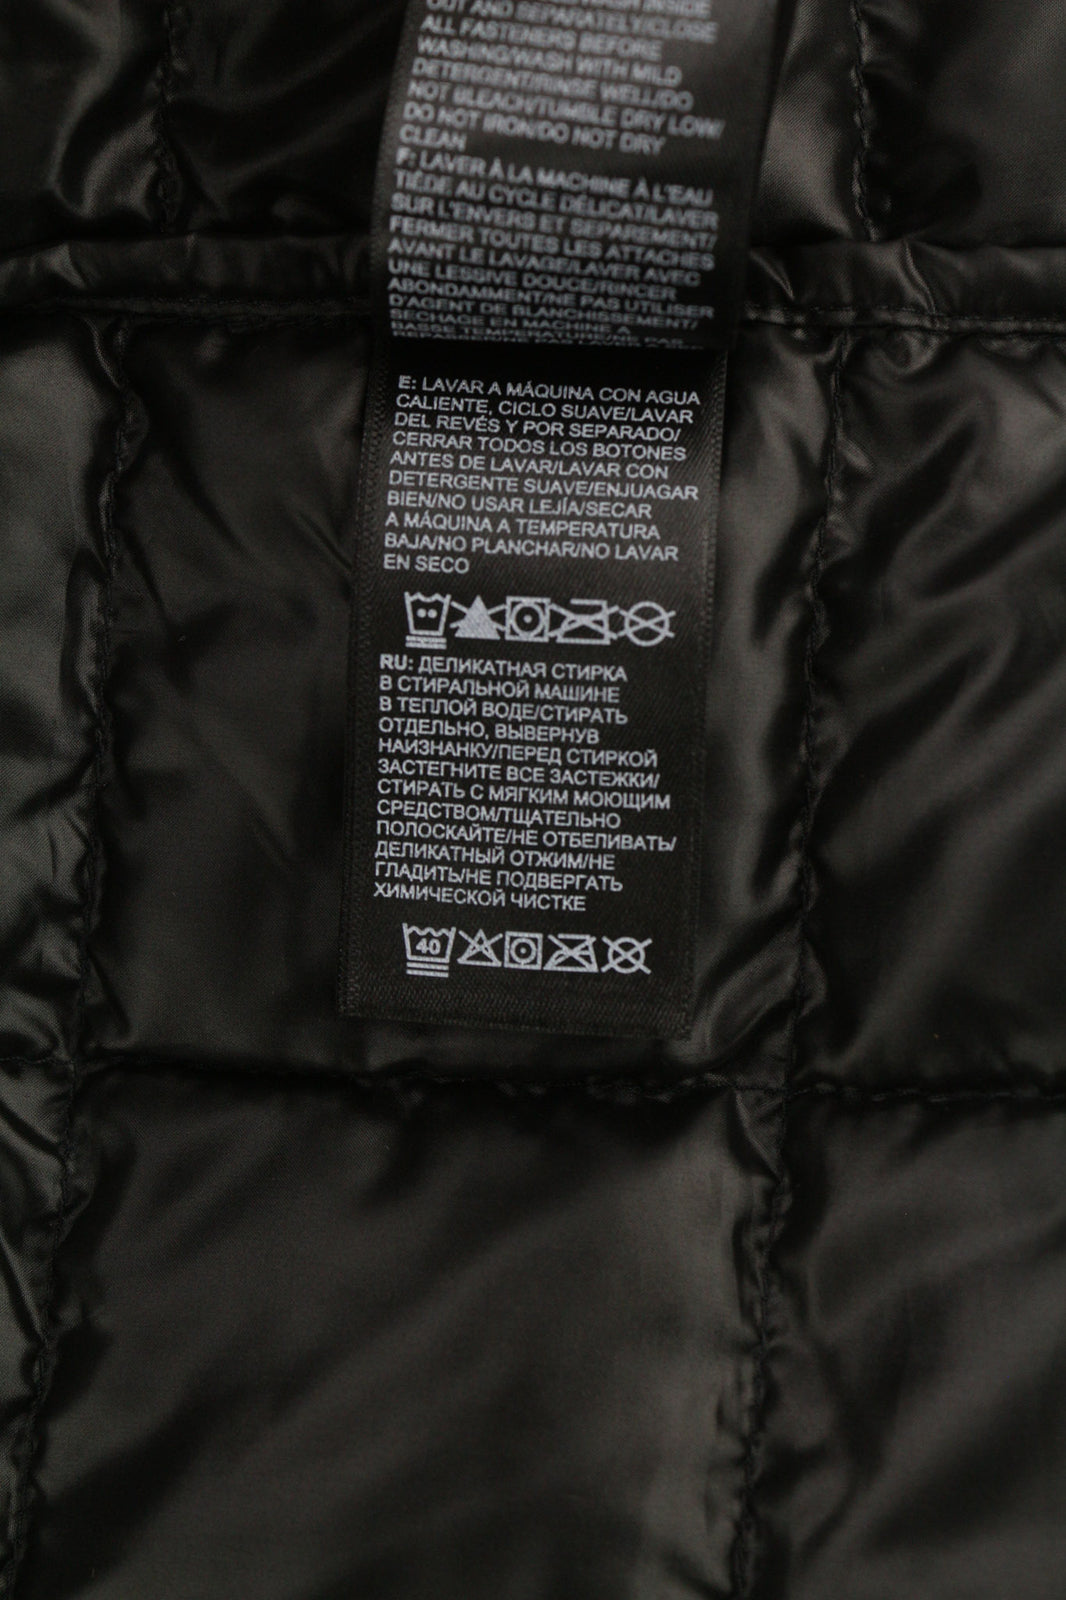 OUT AND SEPARATELY/CLOSE
ALL FASTENERS BEFORE
WASHING/WASH WITH MILD
DETERGENT/RINSE WELL/DO
NOT BLEACH/TUMBLE DRY LOW/
DO NOT IRON/DO NOT DRY
CLEAN
F: LAVER À LA MACHINE À L'EAU
TIÈDE AU CYCLE DÉLICAT/LAVER
SUR L'ENVERS ET SEPAREMENT/
FERMER TOUTES LES ATTACHES
AVANT LE LAVAGE/LAVER AVEC
UNE LESSIVE DOUCE/RINCER
ABONDAMMENT/NE PAS UTILISER
D'AGENT DE BLANCHISSEMENT/
SECHAGE EN MACHINE A
E: LAVAR A MÁQUINA CON AGUA
CALIENTE, CICLO SUAVE/LAVAR
DEL REVÉS Y POR SEPARADO/
CERRAR TODOS LOS BOTONES
ANTES DE LAVAR/LAVAR CON
DETERGENTE SUAVE/ENJUAGAR
BIEN/NO USAR LEJÍA/SECAR
A MÁQUINA A TEMPERATURA
BAJA/NO PLANCHAR/NO LAVAR
EN SECO
RU: ДЕЛИКАТНАЯ СТИРКА
В СТИРАЛЬНОЙ МАШИНЕ
В ТЕПЛОЙ ВОДЕ/СТИРАТЬ
ОТДЕЛЬНО, ВЫВЕРНУВ
НАИЗНАНКУ/ПЕРЕД СТИРКОЙ
ЗАСТЕГНИТЕ ВСЕ ЗАСТЕЖКИ/
СТИРАТЬ С МЯГКИМ МОЮЩИМ
СРЕДСТВОМ/ТЩАТЕЛЬНО
ПОЛОСКАЙТЕ/НЕ ОТБЕЛИВАТЬ/
ДЕЛИКАТНЫЙ ОТЖИМ/НЕ
ГЛАДИТЬ/НЕ ПОДВЕРГАТЬ
ХИМИЧЕСКОЙ ЧИСТКЕ
40